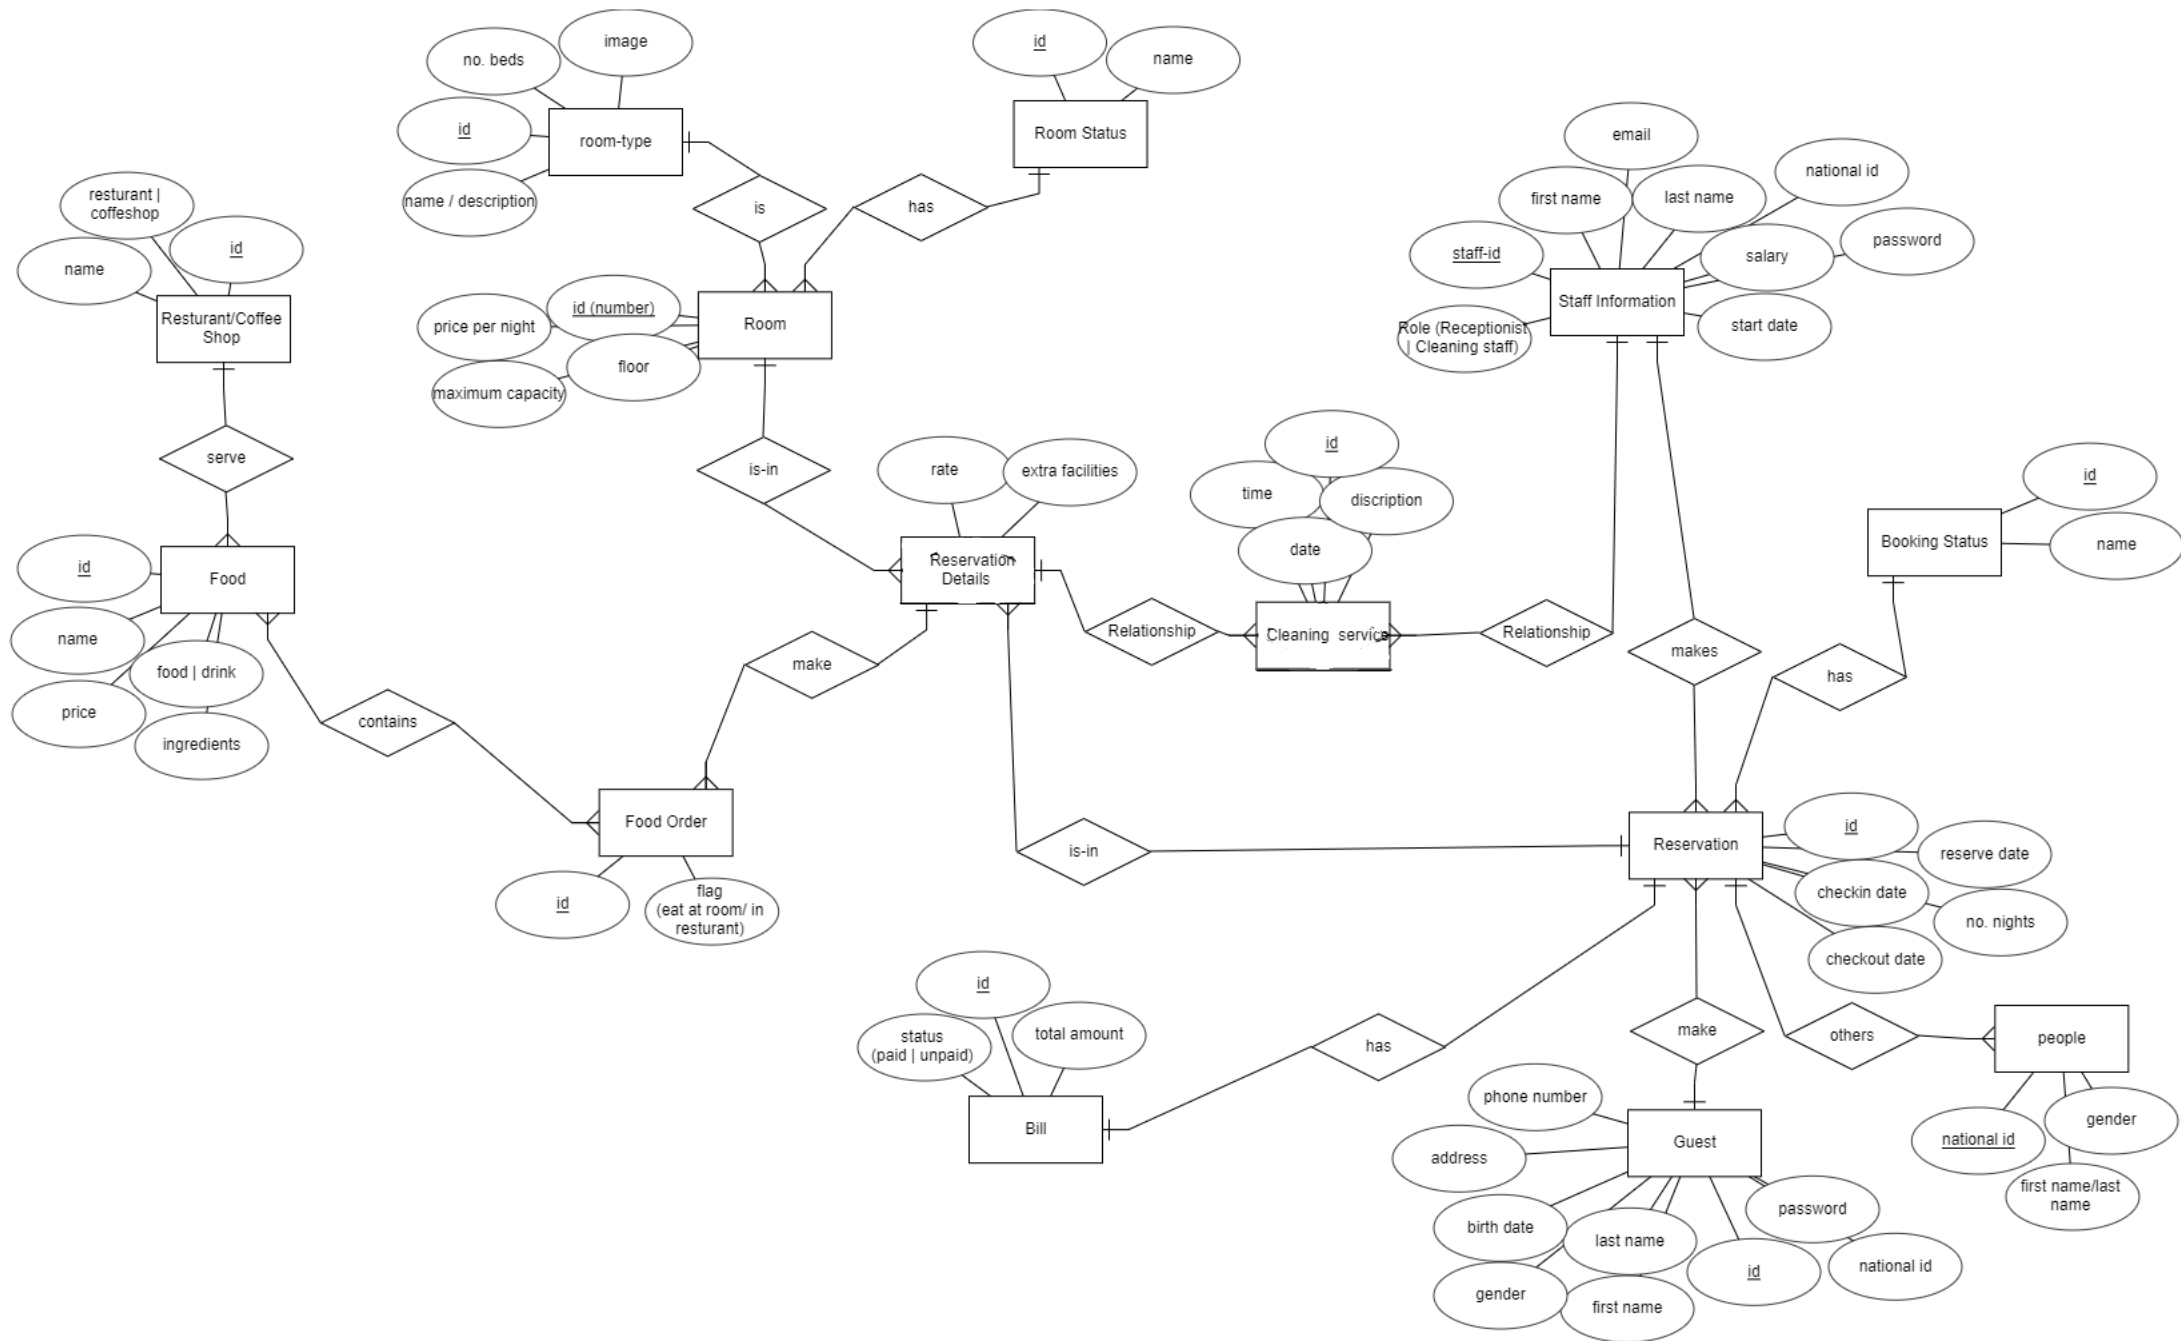 image
id
no. beds
name
id
room-type
Room Status
name / description
email
national id
first name
last name
resturant |
coffeshop
id
name
is
has
staff-id
salary
password
Role (Receptionist
| Cleaning staff)
Staff Information
start date
Resturant/Coffee
Shop
id (number)
price per night
Room
floor
maximum capacity
serve
is-in
rate
extra facilities
id
time
discription
date
id
Booking Status
name
id
Food
name
food | drink
price
ingredients
Reservation
Details
Relationship
Cleaning service
Relationship
makes
has
make
contains
Food Order
id
flag
(eat at room/ in
resturant)
is-in
Reservation
id
reserve date
checkin date
no. nights
checkout date
id
status
(paid | unpaid)
total amount
Bill
has
make
others
people
national id
gender
first name/last
name
phone number
Guest
address
birth date
last name
password
gender
first name
id
national id